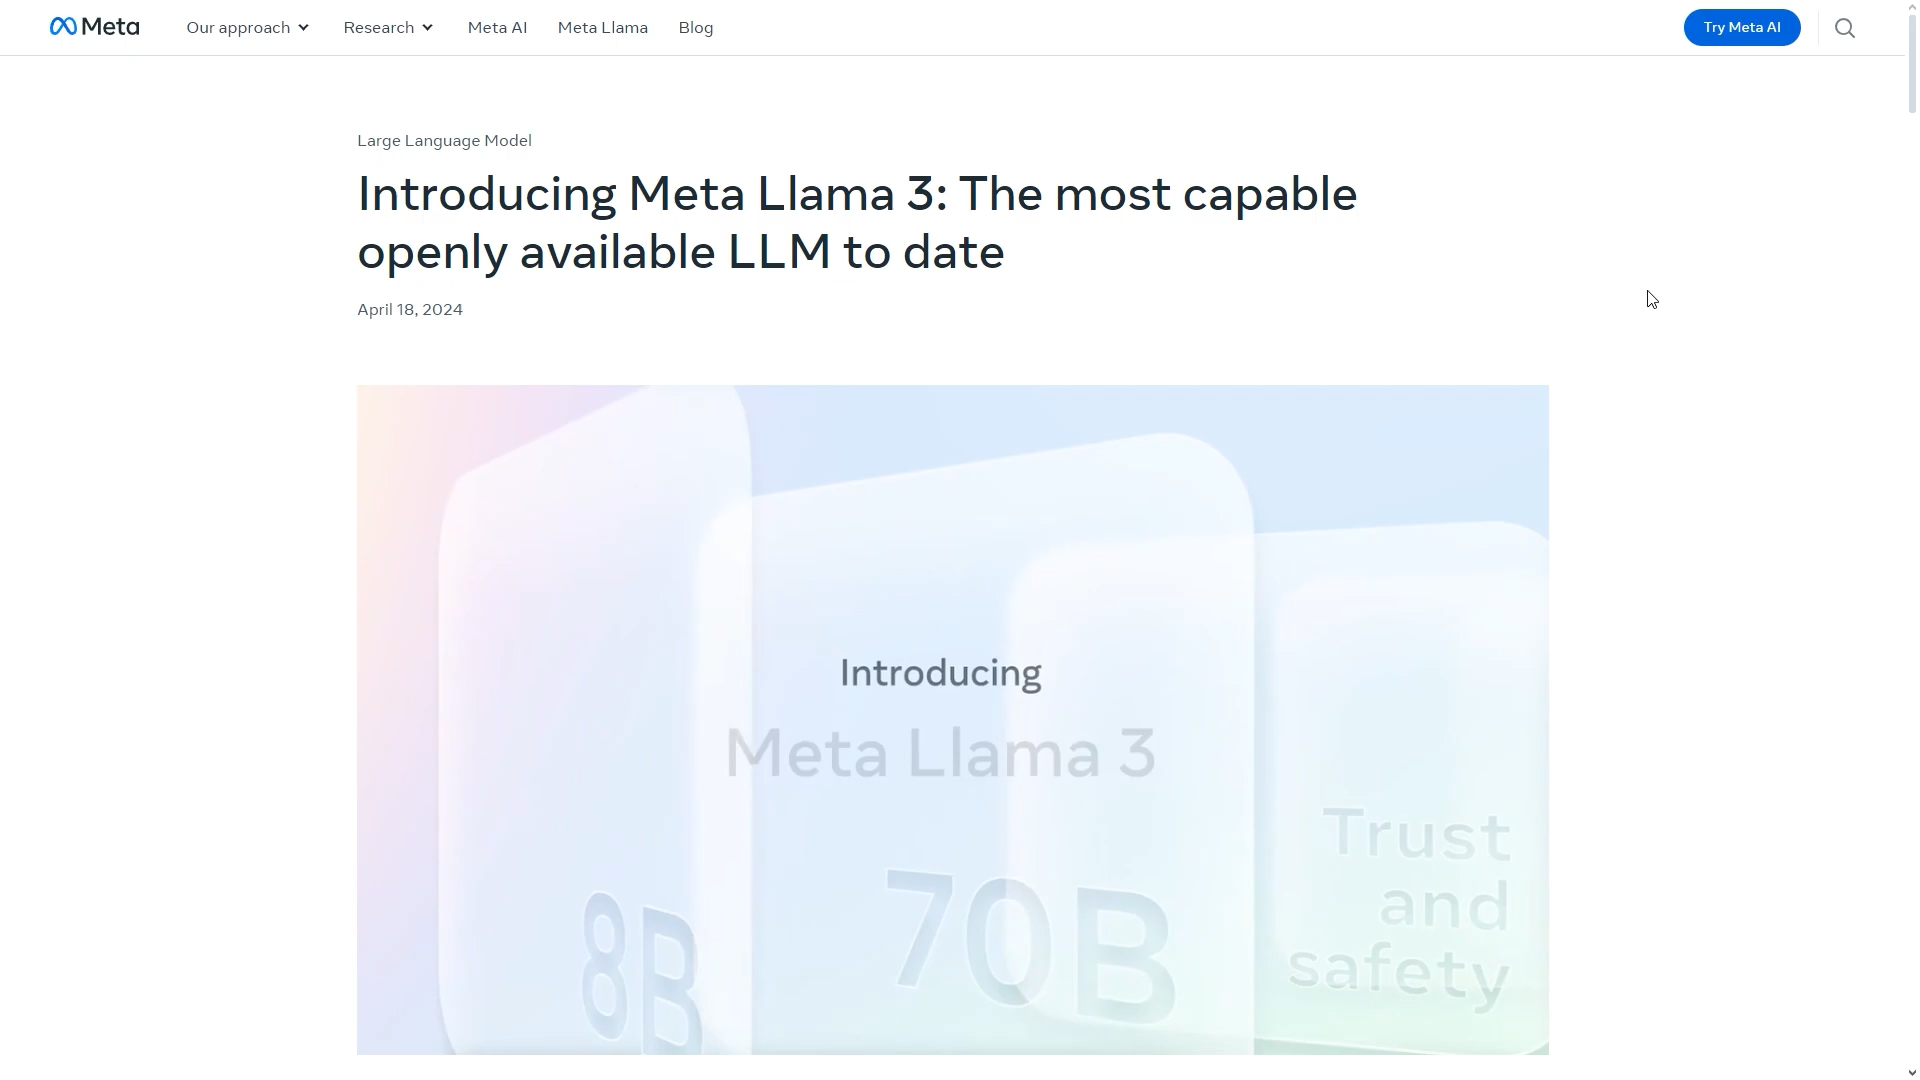 Meta
Our approach
Research
Meta AI
Meta Llama
Blog
Try Meta AI
Large Language Model
Introducing Meta Llama 3: The most capable
openly available LLM to date
April 18, 2024
Introducing
Meta Llama 3
8B
70B
Trust
and
safety